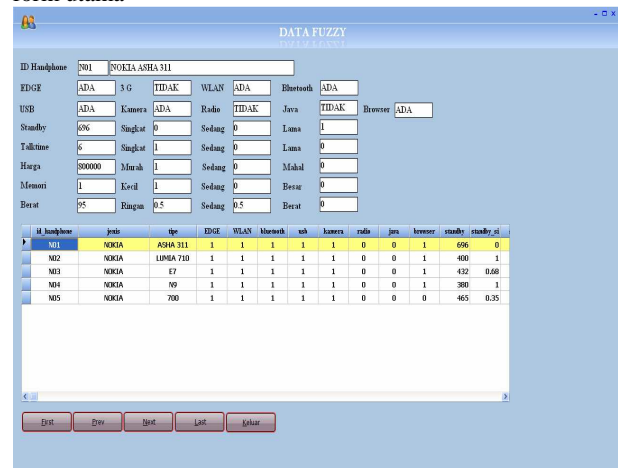 DATA FUZZY
ID Handphone N01 NOKIA ASHA 311
EDGE ADA 3 G TIDAK WLAN ADA Bluetooth ADA
USB ADA Kamera ADA Radio TIDAK Java TIDAK Browser ADA
Standby 696 Singkat 0 Sedang 0 Lama 1
Talktime 6 Singkat 1 Sedang 0 Lama 0
Harga 800000 Murah 1 Sedang 0 Mahal 0
Memori 1 Kecil 1 Sedang 0 Besar 0
Berat 95 Ringan 0.5 Sedang 0.5 Berat 0
id_handphone jenis tipe EDGE WLAN bluetooth usb kamera radio java browser standby standby_si
N01 NOKIA ASHA 311 1 1 1 1 1 0 0 1 696 0
N02 NOKIA LUMIA 710 1 1 1 1 1 0 0 1 400 1
N03 NOKIA E7 1 1 1 1 1 0 0 1 432 0.68
N04 NOKIA N9 1 1 1 1 1 0 0 1 380 1
N05 NOKIA 700 1 1 1 1 1 0 0 0 465 0.35
First Prev Next Last Keluar